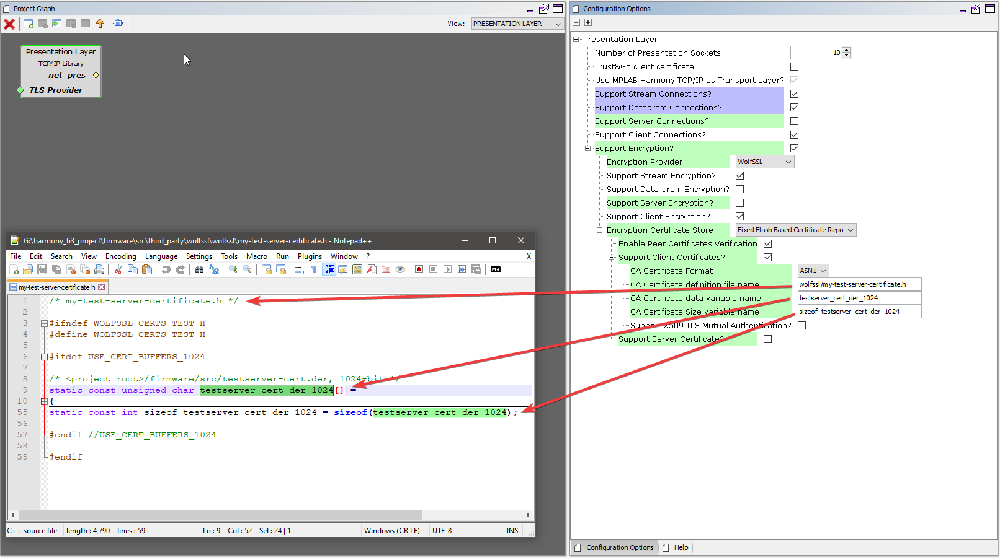 Project Graph
View: PRESENTATION LAYER
Presentation Layer
TCP/IP Library
net_pres
TLS Provider
G:\harmony_h3_project\firmware\src\third_party\wolfssl\wolfssl\my-test-server-certificate.h - Notepad++
File Edit Search View Encoding Language Settings Tools Macro Run Plugins Window ? X
my-test-server-certificate.h
1 /* my-test-server-certificate.h */
2
3 #ifndef WOLFSSL_CERTS_TEST_H
4 #define WOLFSSL_CERTS_TEST_H
5
6 #ifdef USE_CERT_BUFFERS_1024
7
8 /* <project root>/firmware/src/testserver-cert.der, 1024-bit */
9 static const unsigned char testserver_cert_der_1024[] =
10 {
55 static const int sizeof_testserver_cert_der_1024 = sizeof(testserver_cert_der_1024);
56
57 #endif //USE_CERT_BUFFERS_1024
58
59 #endif
C++ source file length : 4,790 lines : 59 Ln : 9 Col : 52 Sel : 24 | 1 Windows (CR LF) UTF-8 INS
Configuration Options
Presentation Layer
Number of Presentation Sockets 10
Trust&Go client certificate
Use MPLAB Harmony TCP/IP as Transport Layer?
Support Stream Connections?
Support Datagram Connections?
Support Server Connections?
Support Client Connections?
Support Encryption?
Encryption Provider WolfSSL
Support Stream Encryption?
Support Data-gram Encryption?
Support Server Encryption?
Support Client Encryption?
Encryption Certificate Store Fixed Flash Based Certificate Repo
Enable Peer Certificates Verification
Support Client Certificates?
CA Certificate Format ASN1
CA Certificate definition file name wolfssl/my-test-server-certificate.h
CA Certificate data variable name testserver_cert_der_1024
CA Certificate Size variable name sizeof_testserver_cert_der_1024
Support X509 TLS Mutual Authentication?
Support Server Certificate?
Configuration Options Help